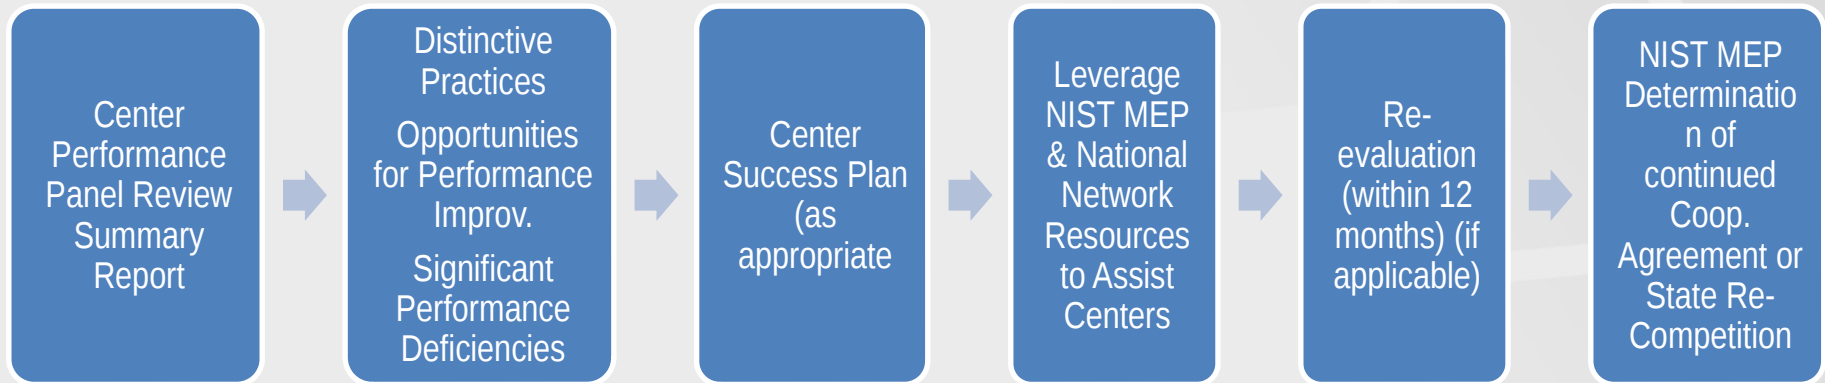 Center
Performance
Panel Review
Summary
Report
Distinctive
Practices
Opportunities
for Performance
Improv.
Significant
Performance
Deficiencies
Center
Success Plan
(as
appropriate
Leverage
NIST MEP
& National
Network
Resources
to Assist
Centers
Re-
evaluation
(within 12
months) (if
applicable)
NIST MEP
Determinatio
n of
continued
Coop.
Agreement or
State Re-
Competition